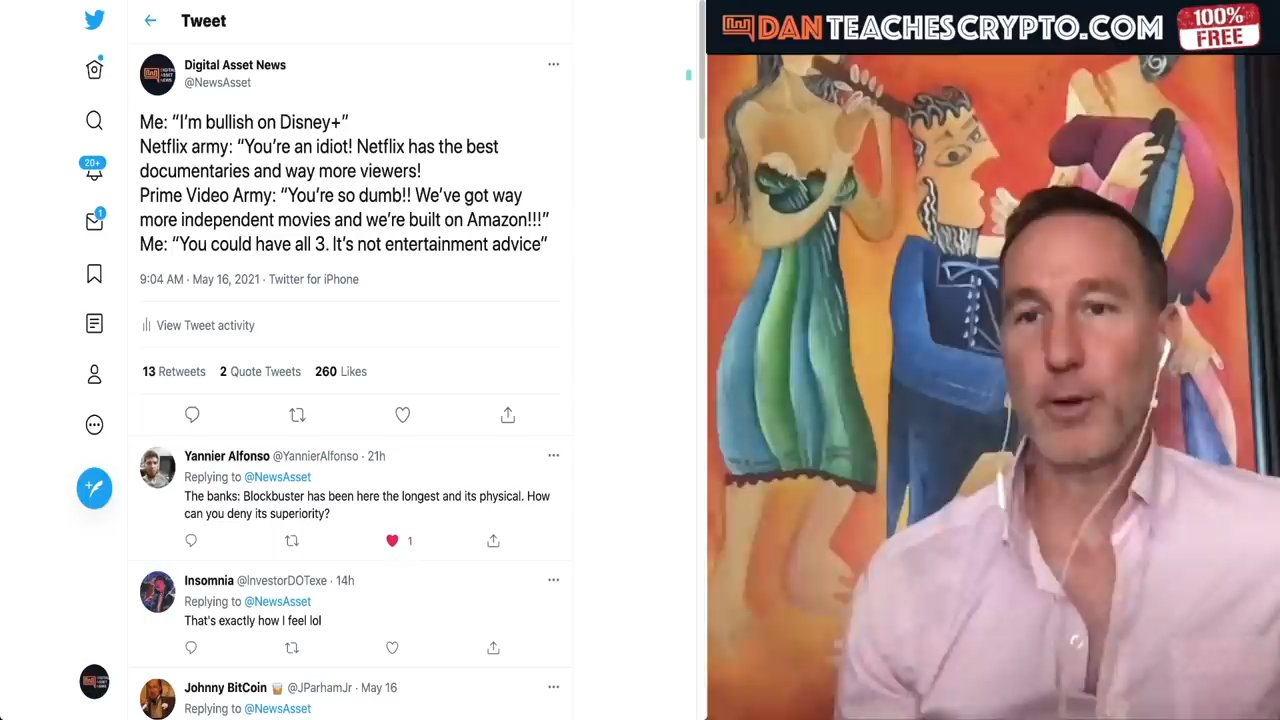 Tweet
Digital Asset News
@NewsAsset
Me: “I’m bullish on Disney+”
Netflix army: “You’re an idiot! Netflix has the best
documentaries and way more viewers!
Prime Video Army: “You’re so dumb!! We’ve got way
more independent movies and we’re built on Amazon!!!”
Me: “You could have all 3. It’s not entertainment advice”
9:04 AM · May 16, 2021 · Twitter for iPhone
View Tweet activity
13 Retweets 2 Quote Tweets 260 Likes
Yannier Alfonso @YannierAlfonso · 21h
Replying to @NewsAsset
The banks: Blockbuster has been here the longest and its physical. How
can you deny its superiority?
1
Insomnia @InvestorDOTexe · 14h
Replying to @NewsAsset
That's exactly how I feel lol
Johnny BitCoin @JParhamJr · May 16
Replying to @NewsAsset
20+
1
DANTEACHESCRYPTO.COM
100%
FREE